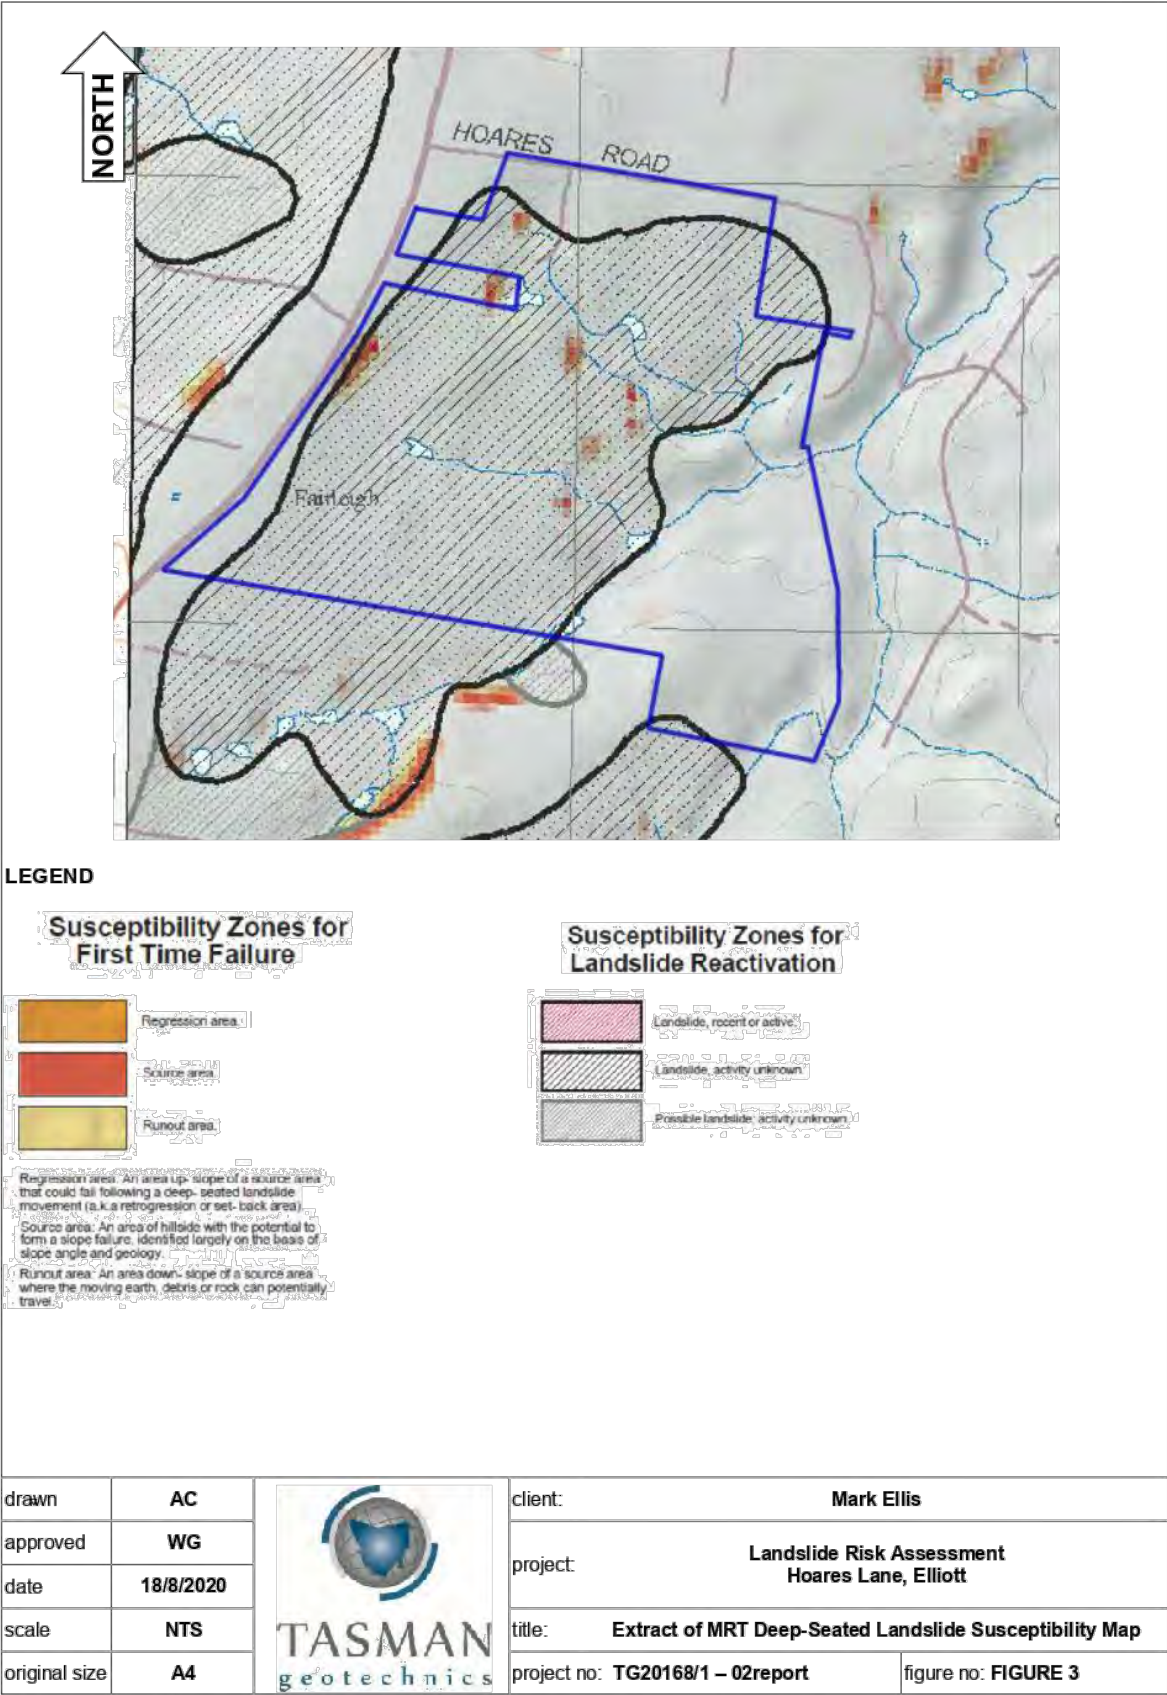 NORTH
HOARES ROAD
Fairleigh
LEGEND
Susceptibility Zones for
First Time Failure
Regression area.
Source area.
Runout area.
Regression area: An area up- slope of a source area
that could fail following a deep- seated landslide
movement (a.k.a retrogression or set- back area).
Source area: An area of hillside with the potential to
form a slope failure, identified largely on the basis of
slope angle and geology.
Runout area: An area down- slope of a source area
where the moving earth, debris or rock can potentially
travel.
Susceptibility Zones for
Landslide Reactivation
Landslide, recent or active.
Landslide, activity unknown.
Possible landslide; activity unknown.
drawn AC
approved WG
date 18/8/2020
scale NTS
original size A4
TASMAN
geotechnics
client: Mark Ellis
project: Landslide Risk Assessment
Hoares Lane, Elliott
title: Extract of MRT Deep-Seated Landslide Susceptibility Map
project no: TG20168/1 – 02report
figure no: FIGURE 3